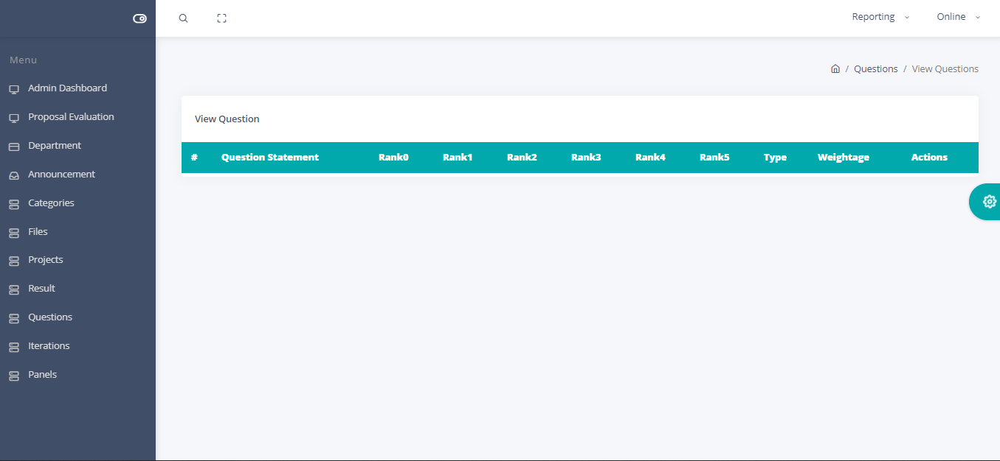 Reporting Online
Menu
/ Questions / View Questions
Admin Dashboard
Proposal Evaluation
Department
Announcement
Categories
Files
Projects
Result
Questions
Iterations
Panels
View Question
# Question Statement Rank0 Rank1 Rank2 Rank3 Rank4 Rank5 Type Weightage Actions